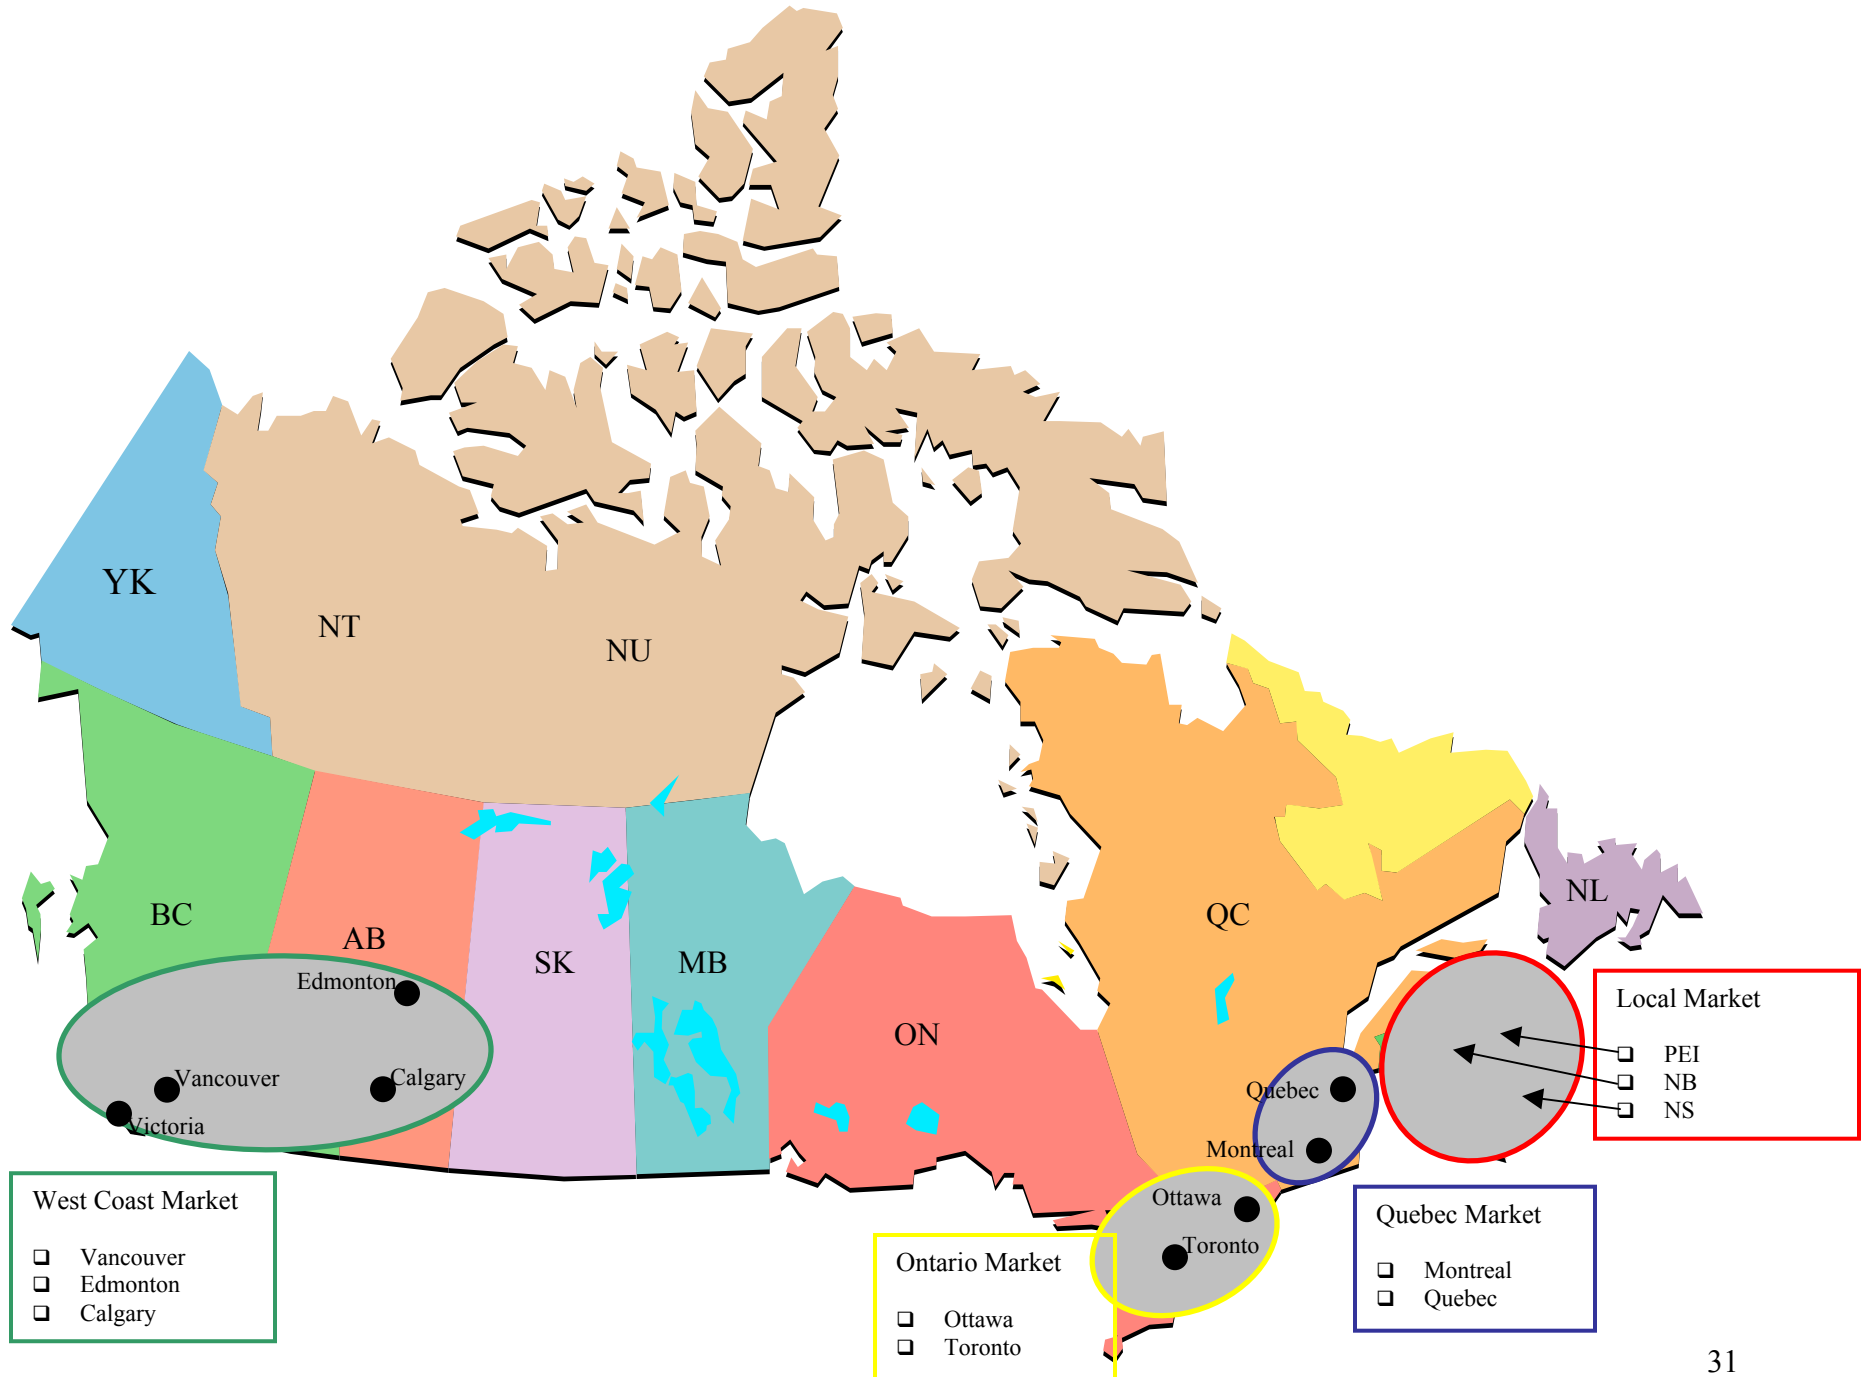 YK
NT
NU
BC
AB
SK
MB
ON
QC
NL
Edmonton
Vancouver
Calgary
Victoria
Quebec
Montreal
Ottawa
Toronto
Local Market
❑ PEI
❑ NB
❑ NS
West Coast Market
❑ Vancouver
❑ Edmonton
❑ Calgary
Ontario Market
❑ Ottawa
❑ Toronto
Quebec Market
❑ Montreal
❑ Quebec
31